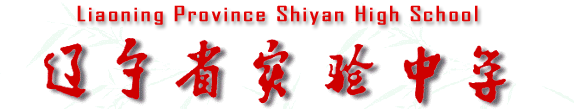 Liaoning Province Shiyan High School
辽宁省实验中学